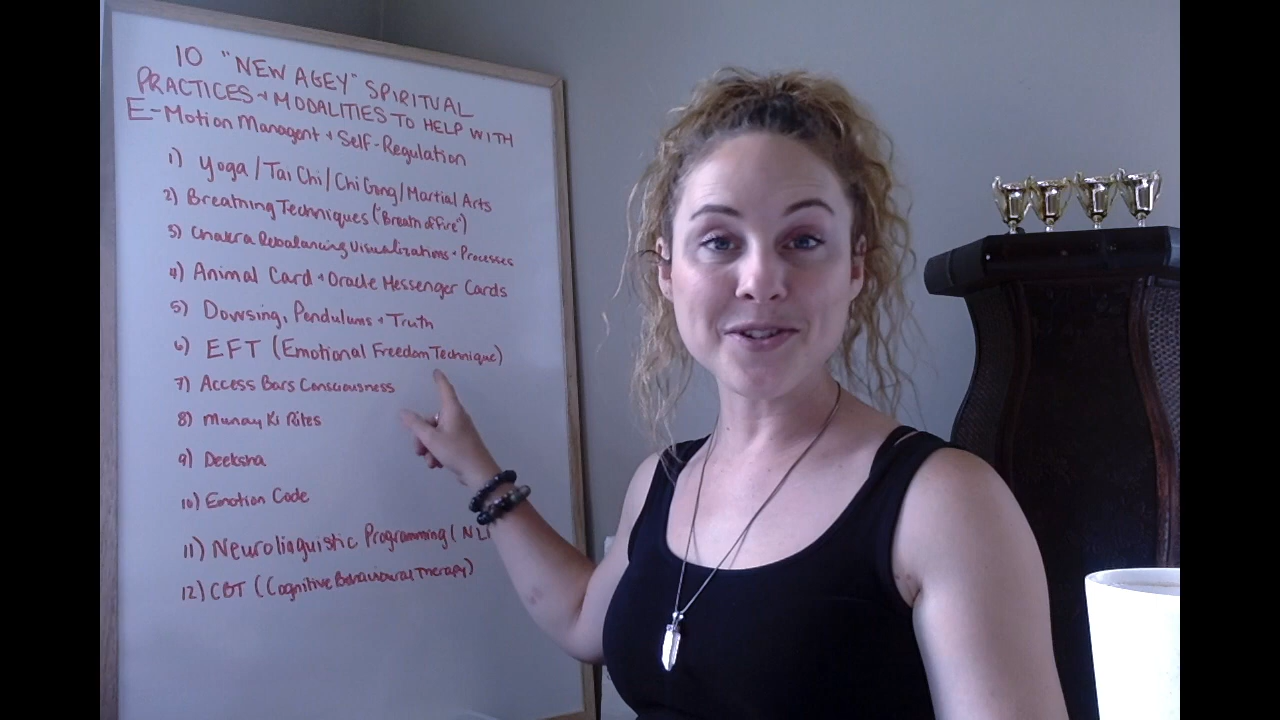 10 "NEW AGEY" SPIRITUAL
PRACTICES + MODALITIES TO HELP WITH
E-Motion Managent + Self-Regulation
1) Yoga / Tai Chi / Chi Gong / Martial Arts
2) Breathing Techniques ("Breath of Fire")
3) Chakra Rebalancing Visualizations + Processes
4) Animal Card + Oracle Messenger Cards
5) Dowsing, Pendulums + Truth
6) EFT (Emotional Freedom Technique)
7) Access Bars Consciousness
8) Munay Ki Rites
9) Deeksha
10) Emotion Code
11) Neurolinguistic Programming (NL
12) CBT (Cognitive Behavioural Therapy)